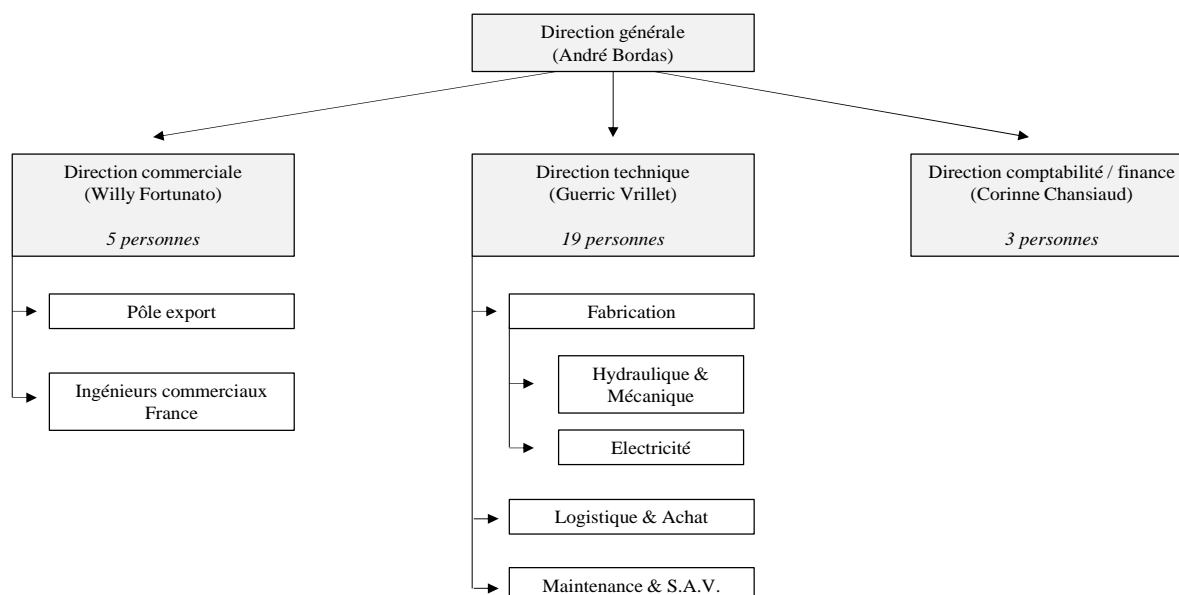 Direction générale
(André Bordas)
Direction commerciale
(Willy Fortunato)
5 personnes
Direction technique
(Guerric Vrillet)
19 personnes
Direction comptabilité / finance
(Corinne Chansiaud)
3 personnes
Pôle export
Ingénieurs commerciaux
France
Fabrication
Hydraulique &
Mécanique
Electricité
Logistique & Achat
Maintenance & S.A.V.